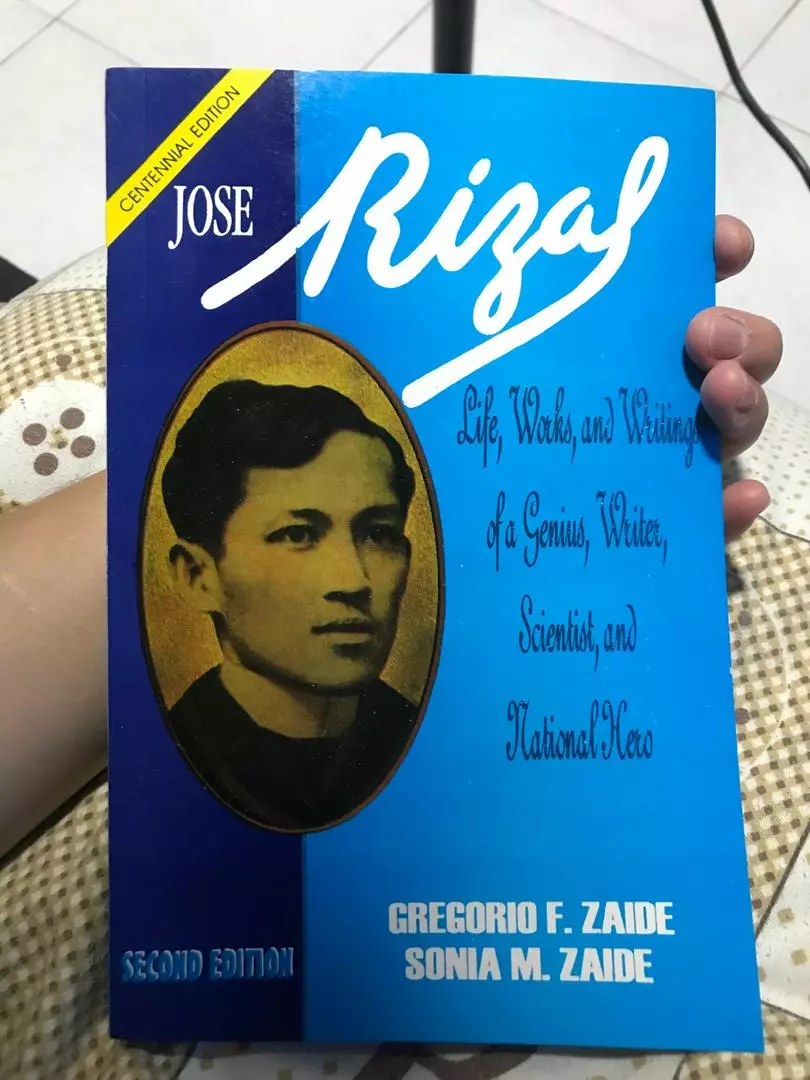 CENTENNIAL EDITION
JOSE Rizal
Life, Works, and Writings
of a Genius, Writer,
Scientist, and
National Hero
GREGORIO F. ZAIDE
SONIA M. ZAIDE
SECOND EDITION